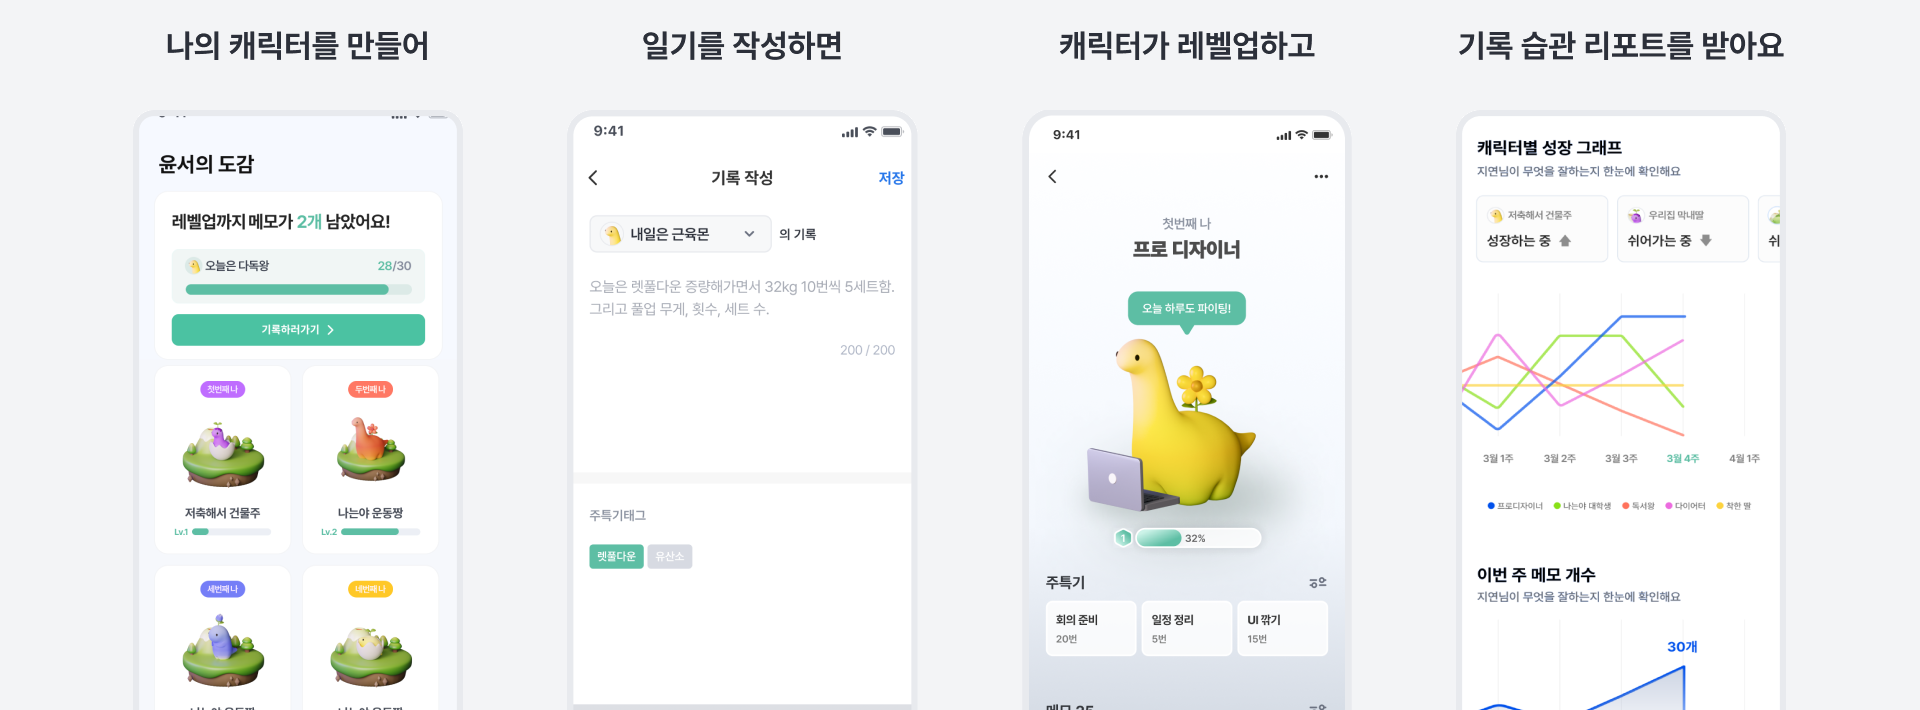 나의 캐릭터를 만들어
윤서의 도감
레벨업까지 메모가 2개 남았어요!
오늘은 다독왕 28/30
기록하러가기
첫번째 나
두번째 나
저축해서 건물주
Lv.1
나는야 운동짱
Lv.2
세번째 나
네번째 나
일기를 작성하면
9:41
기록 작성 저장
내일은 근육몬 의 기록
오늘은 렛풀다운 증량해가면서 32kg 10번씩 5세트함.
그리고 풀업 무게, 횟수, 세트 수.
200 / 200
주특기태그
렛풀다운 유산소
캐릭터가 레벨업하고
9:41
첫번째 나
프로 디자이너
오늘 하루도 파이팅!
1 32%
주특기
회의 준비
20번
일정 정리
5번
UI 깎기
15번
기록 습관 리포트를 받아요
캐릭터별 성장 그래프
지연님이 무엇을 잘하는지 한눈에 확인해요
저축해서 건물주
성장하는 중
우리집 막내딸
쉬어가는 중
쉬
3월 1주 3월 2주 3월 3주 3월 4주 4월 1주
프로디자이너 나는야 대학생 독서왕 다이어터 착한 딸
이번 주 메모 개수
지연님이 무엇을 잘하는지 한눈에 확인해요
30개